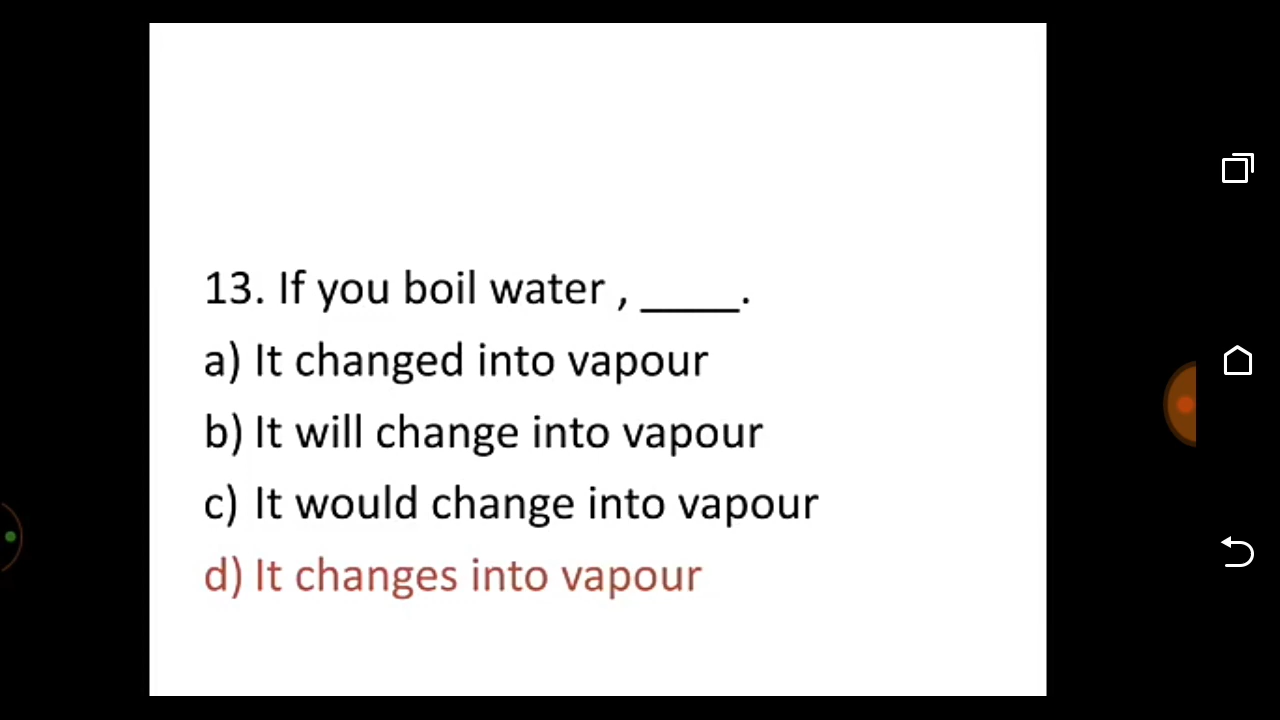 13. If you boil water , _____.
a) It changed into vapour
b) It will change into vapour
c) It would change into vapour
d) It changes into vapour